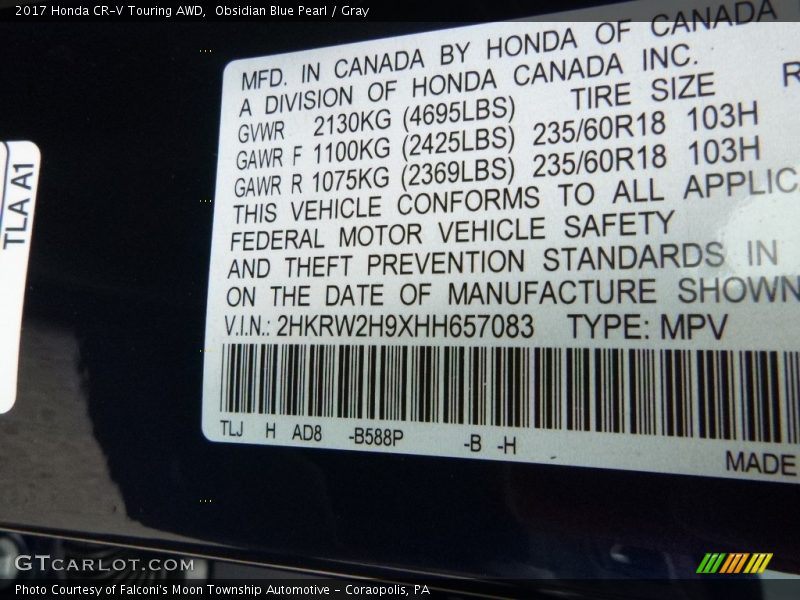 2017 Honda CR-V Touring AWD, Obsidian Blue Pearl / Gray
MFD. IN CANADA BY HONDA OF CANADA
A DIVISION OF HONDA CANADA INC.
GVWR 2130KG (4695LBS) TIRE SIZE R
GAWR F 1100KG (2425LBS) 235/60R18 103H
GAWR R 1075KG (2369LBS) 235/60R18 103H
THIS VEHICLE CONFORMS TO ALL APPLIC
FEDERAL MOTOR VEHICLE SAFETY
AND THEFT PREVENTION STANDARDS IN
ON THE DATE OF MANUFACTURE SHOWN
V.I.N.: 2HKRW2H9XHH657083 TYPE: MPV
TLJ H AD8 -B588P -B -H
MADE
TLA A1
GTCARLOT.COM
Photo Courtesy of Falconi's Moon Township Automotive - Coraopolis, PA